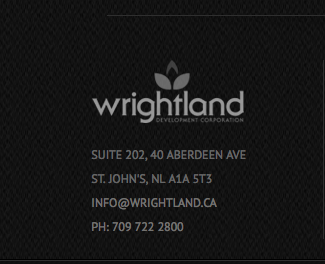 wrightland
DEVELOPMENT CORPORATION
SUITE 202, 40 ABERDEEN AVE
ST. JOHN'S, NL A1A 5T3
INFO@WRIGHTLAND.CA
PH: 709 722 2800